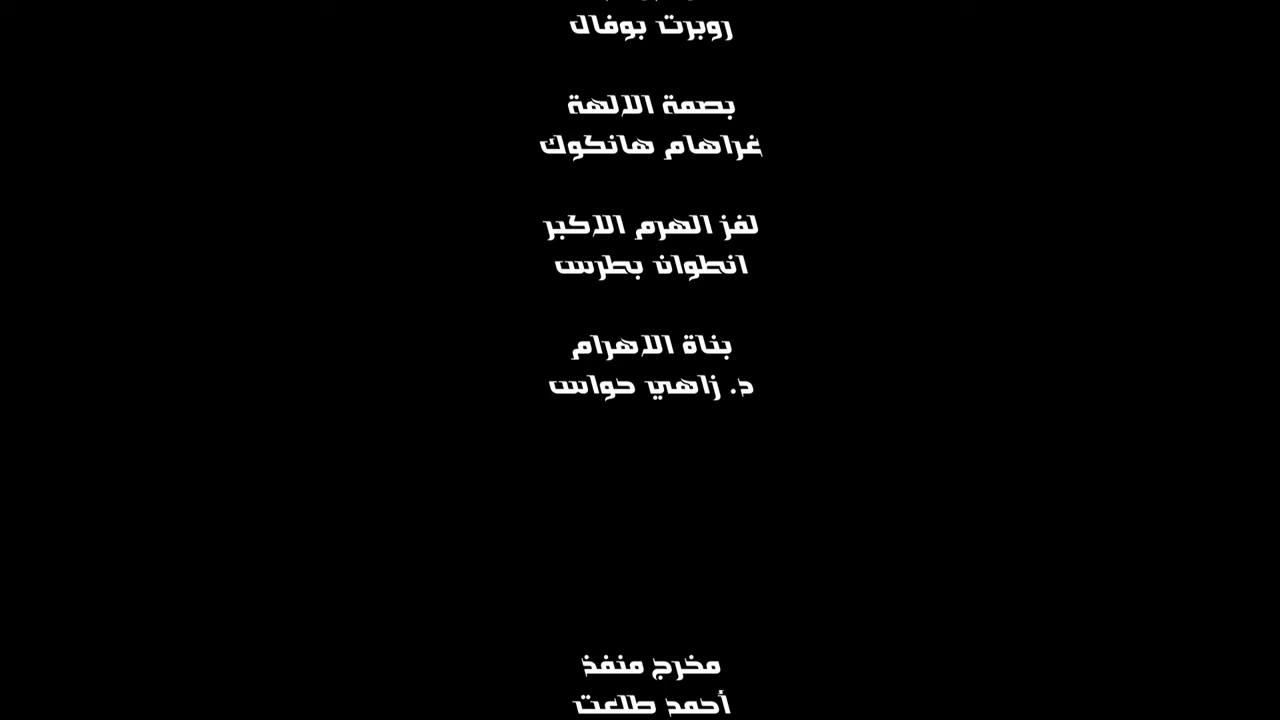 روبرت بوفال
بصمة الالهة
غراهام هانكوك
لغز الهرم الاكبر
انطوان بطرس
بناة الاهرام
د. زاهي حواس
مخرج منفذ
أحمد طلعت